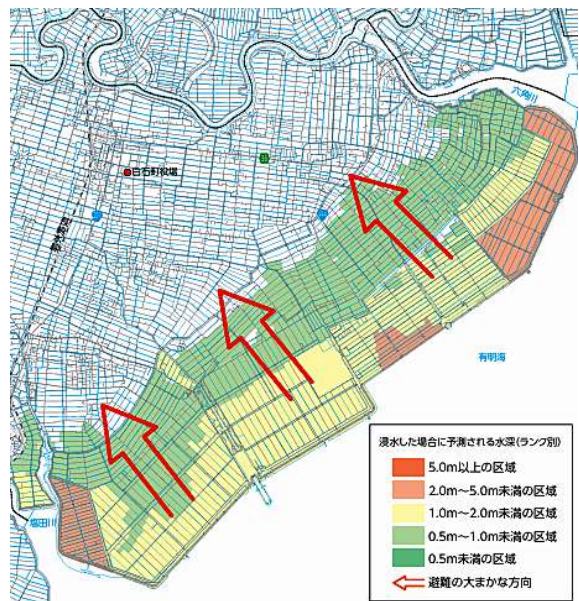 六角川
白石町役場
有明海
塩田川
浸水した場合に予測される水深(ランク別)
5.0m以上の区域
2.0m～5.0m未満の区域
1.0m～2.0m未満の区域
0.5m～1.0m未満の区域
0.5m未満の区域
避難の大まかな方向